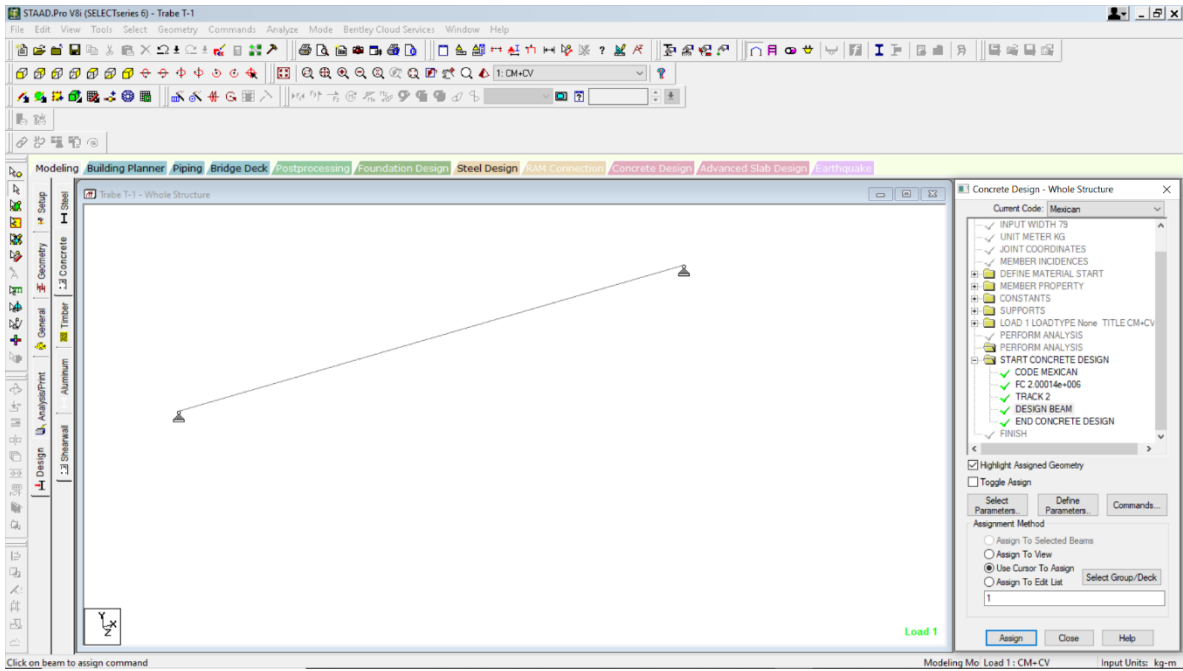 STAAD.Pro V8i (SELECTseries 6) - Trabe T-1
File Edit View Tools Select Geometry Commands Analyze Mode Bentley Cloud Services Window Help
1: CM+CV
Modeling Building Planner Piping Bridge Deck Postprocessing Foundation Design Steel Design RAM Connection Concrete Design Advanced Slab Design Earthquake
Setup
Geometry
General
Analysis/Print
Design
Steel
Concrete
Timber
Aluminum
Shearwall
Trabe T-1 - Whole Structure
Y
X
Z
Load 1
Concrete Design - Whole Structure
Current Code: Mexican
INPUT WIDTH 79
UNIT METER KG
JOINT COORDINATES
MEMBER INCIDENCES
DEFINE MATERIAL START
MEMBER PROPERTY
CONSTANTS
SUPPORTS
LOAD 1 LOADTYPE None TITLE CM+CV
PERFORM ANALYSIS
PERFORM ANALYSIS
START CONCRETE DESIGN
CODE MEXICAN
FC 2.00014e+006
TRACK 2
DESIGN BEAM
END CONCRETE DESIGN
FINISH
Highlight Assigned Geometry
Toggle Assign
Select Parameters..
Define Parameters..
Commands...
Assignment Method
Assign To Selected Beams
Assign To View
Use Cursor To Assign
Assign To Edit List
Select Group/Deck
1
Assign Close Help
Click on beam to assign command
Modeling Mo Load 1 : CM+CV Input Units: kg-m